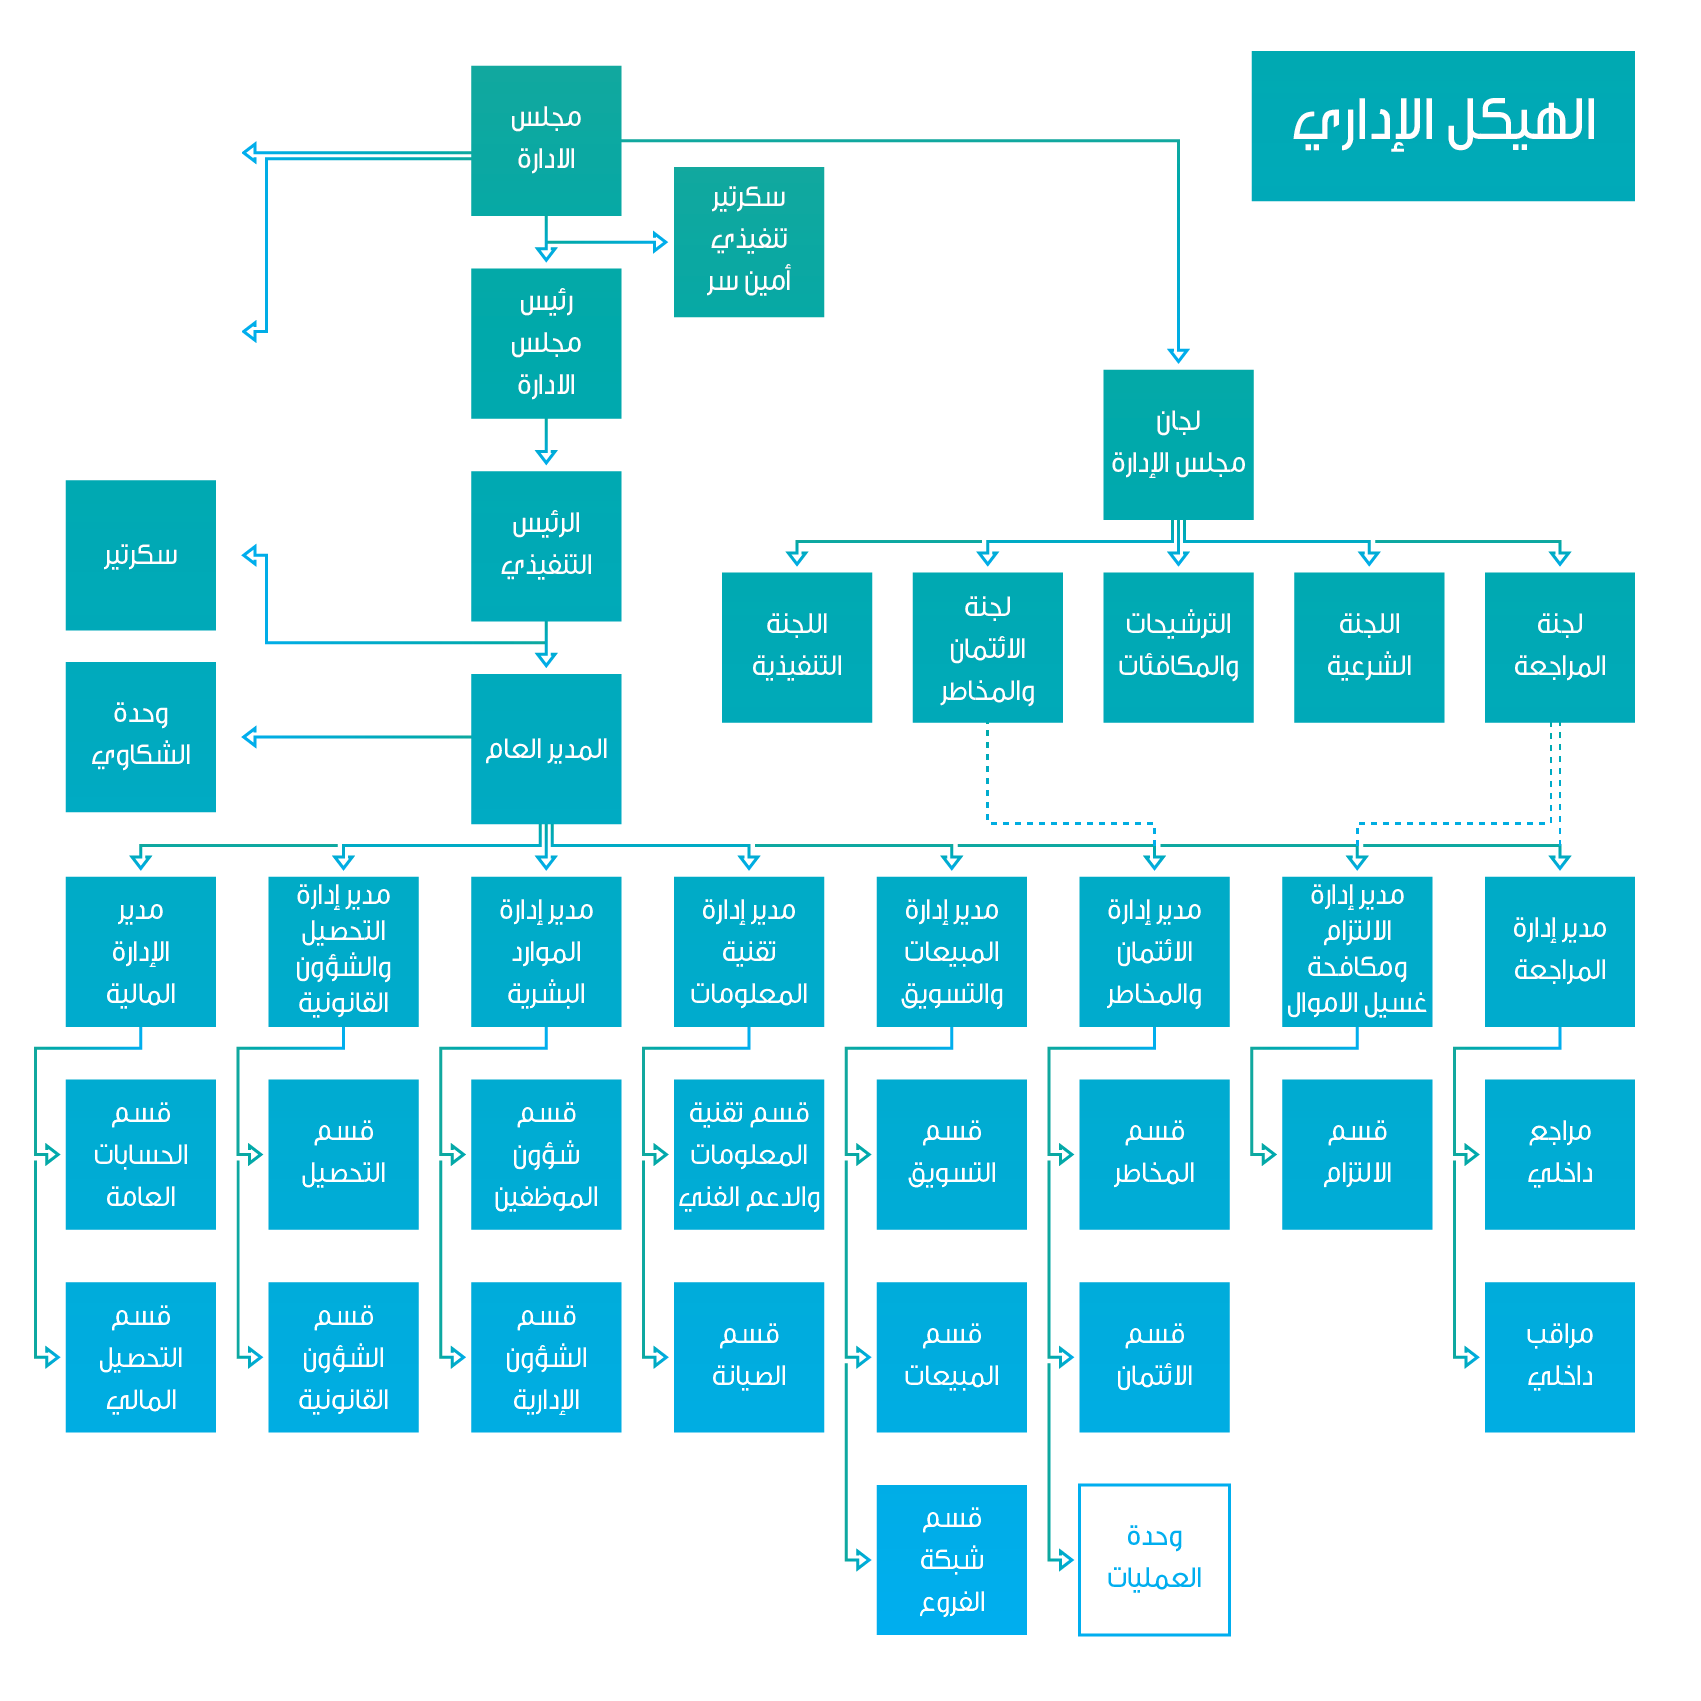 الهيكل الإداري
مجلس
الادارة
سكرتير
تنفيذي
أمين سر
رئيس
مجلس
الادارة
لجان
مجلس الإدارة
الرئيس
التنفيذي
سكرتير
لجنة
المراجعة
اللجنة
الشرعية
الترشيحات
والمكافئات
لجنة
الائتمان
والمخاطر
اللجنة
التنفيذية
المدير العام
وحدة
الشكاوي
مدير إدارة
المراجعة
مدير إدارة
الالتزام
ومكافحة
غسيل الاموال
مدير إدارة
الائتمان
والمخاطر
مدير إدارة
المبيعات
والتسويق
مدير إدارة
تقنية
المعلومات
مدير إدارة
الموارد
البشرية
مدير إدارة
التحصيل
والشؤون
القانونية
مدير
الإدارة
المالية
مراجع
داخلي
قسم
الالتزام
قسم
المخاطر
قسم
التسويق
قسم تقنية
المعلومات
والدعم الفني
قسم
شؤون
الموظفين
قسم
التحصيل
قسم
الحسابات
العامة
مراقب
داخلي
قسم
الائتمان
قسم
المبيعات
قسم
الصيانة
قسم
الشؤون
الإدارية
قسم
الشؤون
القانونية
قسم
التحصيل
المالي
وحدة
العمليات
قسم
شبكة
الفروع